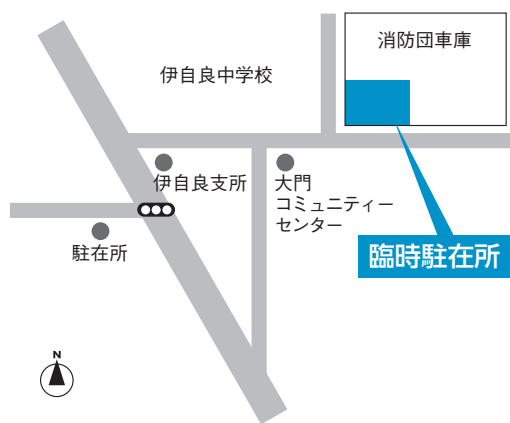 消防団車庫
伊自良中学校
伊自良支所
大門
コミュニティー
センター
駐在所
臨時駐在所
N